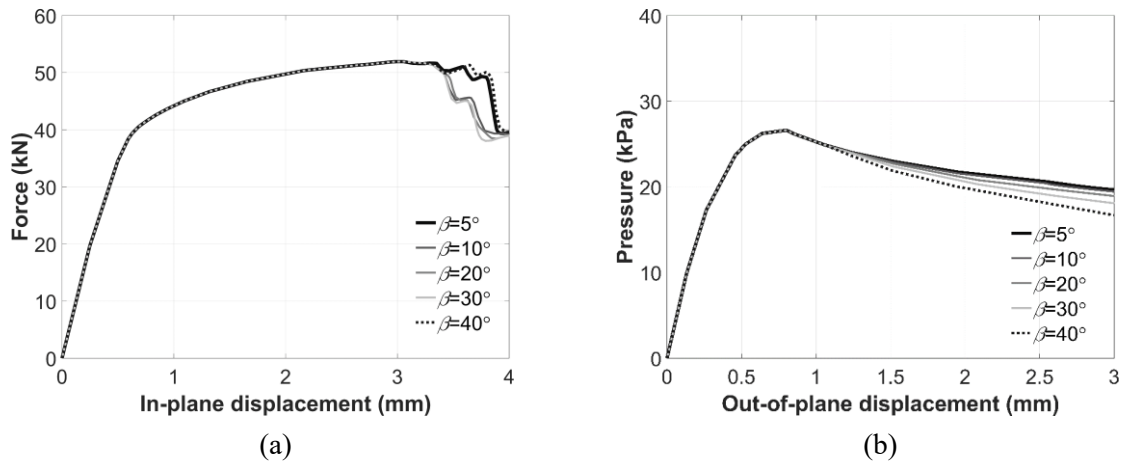 60
50
40
30
20
10
0
0 1 2 3 4
Force (kN)
In-plane displacement (mm)
β=5°
β=10°
β=20°
β=30°
β=40°
(a)
40
30
20
10
0
0 0.5 1 1.5 2 2.5 3
Pressure (kPa)
Out-of-plane displacement (mm)
β=5°
β=10°
β=20°
β=30°
β=40°
(b)